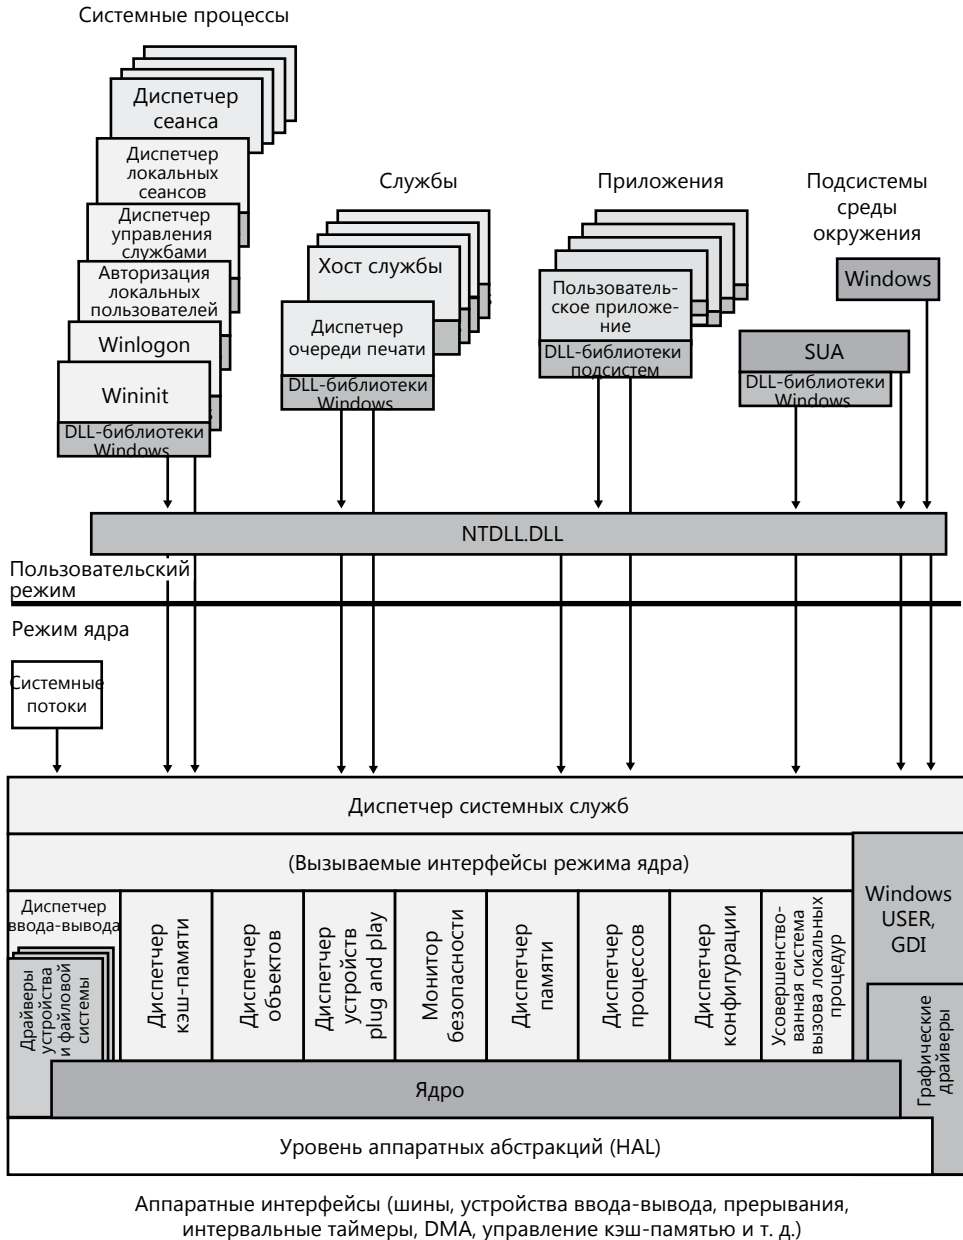 Системные процессы
Диспетчер
сеанса
Диспетчер
локальных
сеансов
Диспетчер
управления
службами
Авторизация
локальных
пользователей
Winlogon
Wininit
DLL-библиотеки
Windows
Службы
Хост службы
Диспетчер
очереди печати
DLL-библиотеки
Windows
Приложения
Пользователь-
ское приложе-
ние
DLL-библиотеки
подсистем
Подсистемы
среды
окружения
Windows
SUA
DLL-библиотеки
Windows
NTDLL.DLL
Пользовательский
режим
Режим ядра
Системные
потоки
Диспетчер системных служб
(Вызываемые интерфейсы режима ядра)
Диспетчер
ввода-вывода
Драйверы
устройства
и файловой
системы
Диспетчер
кэш-памяти
Диспетчер
объектов
Диспетчер
устройств
plug and play
Монитор
безопасности
Диспетчер
памяти
Диспетчер
процессов
Диспетчер
конфигурации
Усовершенство-
ванная система
вызова локальных
процедур
Windows
USER,
GDI
Графические
драйверы
Ядро
Уровень аппаратных абстракций (HAL)
Аппаратные интерфейсы (шины, устройства ввода-вывода, прерывания,
интервальные таймеры, DMA, управление кэш-памятью и т. д.)